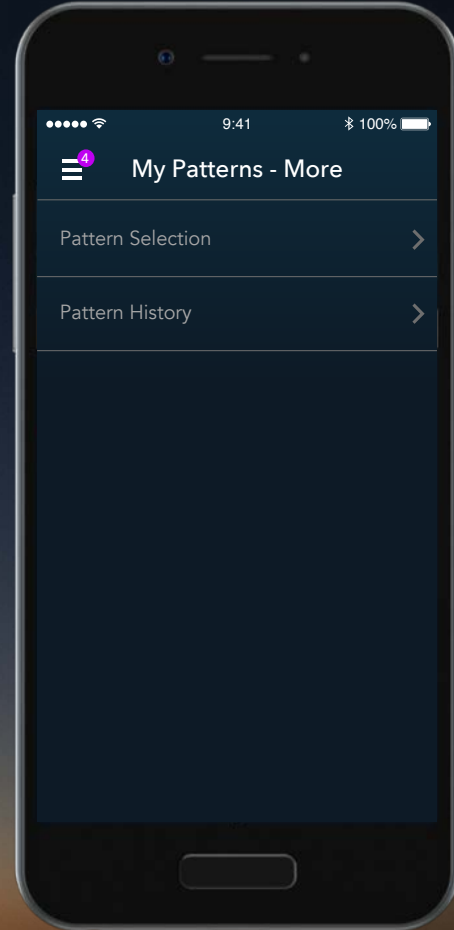 9:41
100%
4
My Patterns - More
Pattern Selection
Pattern History